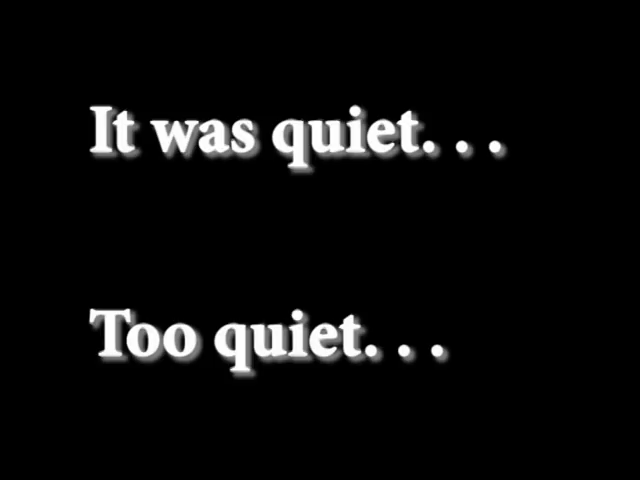 It was quiet. . .
Too quiet. . .